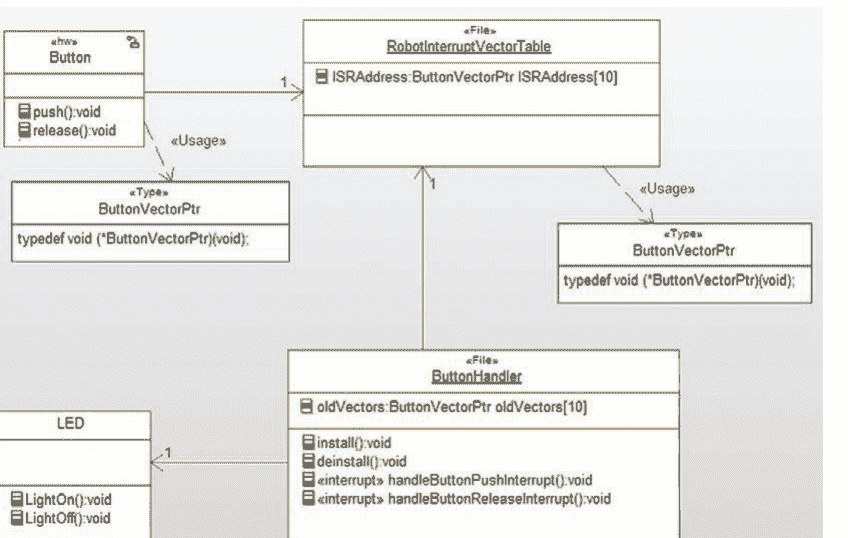 «hw»
Button
push():void
release():void
«File»
RobotInterruptVectorTable
ISRAddress:ButtonVectorPtr ISRAddress[10]
1
«Usage»
«Type»
ButtonVectorPtr
typedef void (*ButtonVectorPtr)(void);
1
«Usage»
«Type»
ButtonVectorPtr
typedef void (*ButtonVectorPtr)(void);
«File»
ButtonHandler
oldVectors:ButtonVectorPtr oldVectors[10]
install():void
deinstall():void
«interrupt» handleButtonPushInterrupt():void
«interrupt» handleButtonReleaseInterrupt():void
LED
1
LightOn():void
LightOff():void